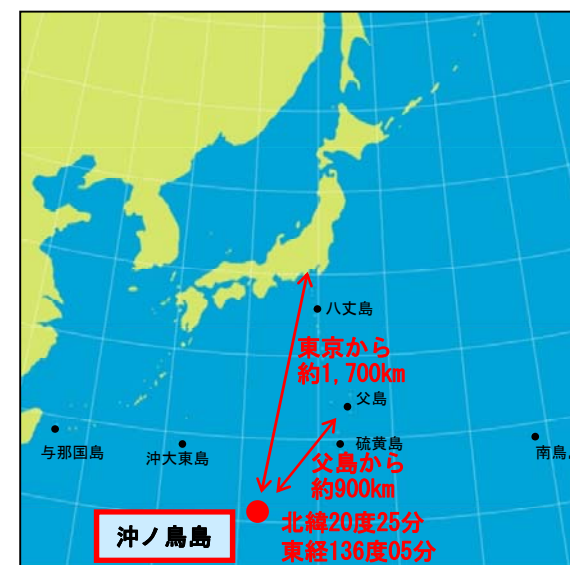 八丈島
東京から
約1,700km
父島
与那国島
沖大東島
硫黄島
南鳥
父島から
約900km
北緯20度25分
東経136度05分
沖ノ鳥島